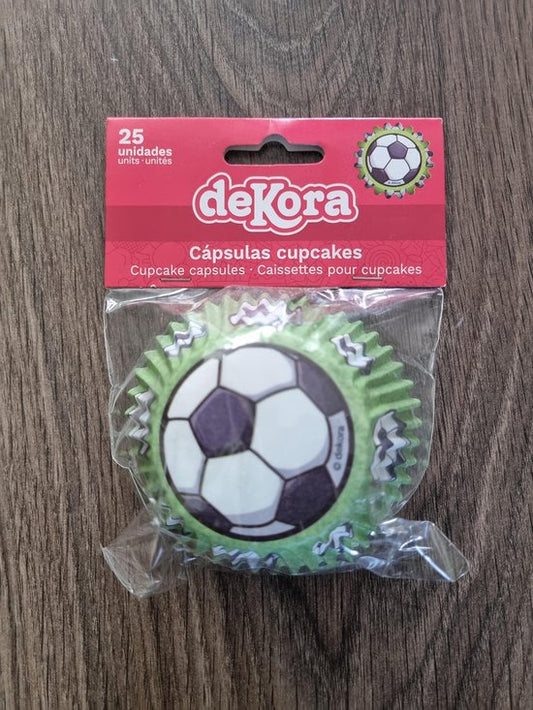 25
unidades
units · unités
deKora
Cápsulas cupcakes
Cupcake capsules · Caissettes pour cupcakes
© dekora